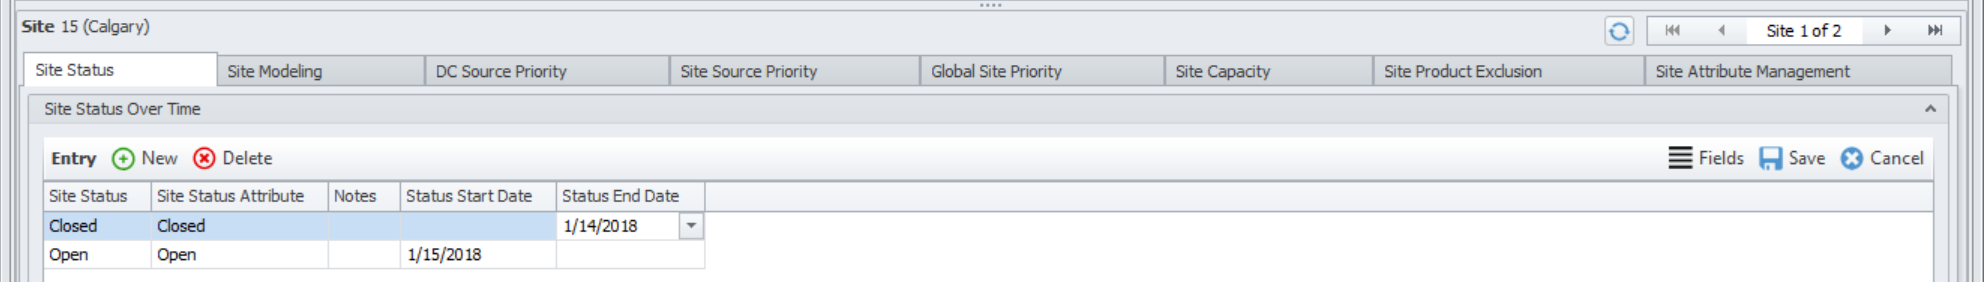 Site 15 (Calgary) Site 1 of 2
Site Status Site Modeling DC Source Priority Site Source Priority Global Site Priority Site Capacity Site Product Exclusion Site Attribute Management
Site Status Over Time
Entry New Delete Fields Save Cancel
Site Status Site Status Attribute Notes Status Start Date Status End Date
Closed Closed 1/14/2018
Open Open 1/15/2018